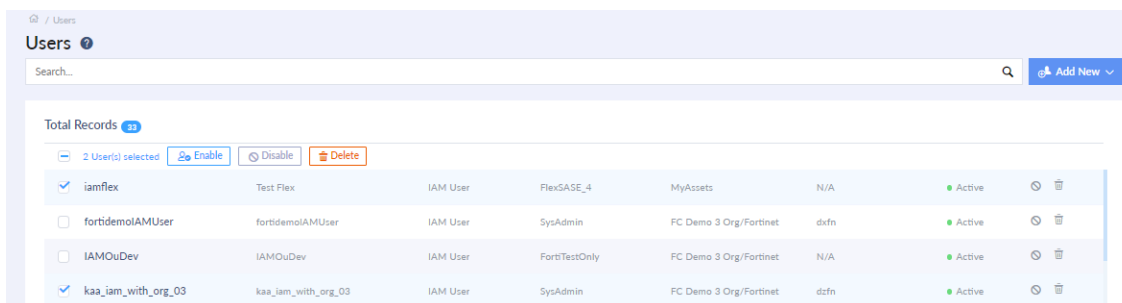 / Users
Users ?
Search...
Add New
Total Records 33
2 User(s) selected Enable Disable Delete
iamflex Test Flex IAM User FlexSASE_4 MyAssets N/A Active
fortidemoIAMUser fortidemoIAMUser IAM User SysAdmin FC Demo 3 Org/Fortinet dxfn Active
IAMOuDev IAMOuDev IAM User FortiTestOnly FC Demo 3 Org/Fortinet N/A Active
kaa_iam_with_org_03 kaa_iam_with_org_03 IAM User SysAdmin FC Demo 3 Org/Fortinet dzfn Active